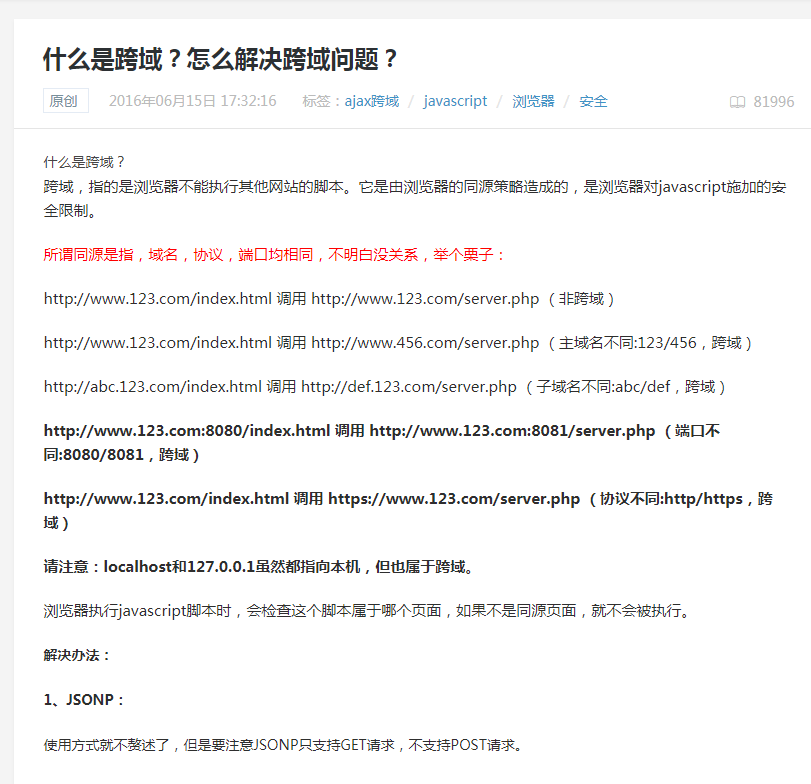 什么是跨域？怎么解决跨域问题？
原创 2016年06月15日 17:32:16 标签：ajax跨域 / javascript / 浏览器 / 安全 81996
什么是跨域？
跨域，指的是浏览器不能执行其他网站的脚本。它是由浏览器的同源策略造成的，是浏览器对javascript施加的安
全限制。
所谓同源是指，域名，协议，端口均相同，不明白没关系，举个栗子：
http://www.123.com/index.html 调用 http://www.123.com/server.php （非跨域）
http://www.123.com/index.html 调用 http://www.456.com/server.php （主域名不同:123/456，跨域）
http://abc.123.com/index.html 调用 http://def.123.com/server.php （子域名不同:abc/def，跨域）
http://www.123.com:8080/index.html 调用 http://www.123.com:8081/server.php （端口不
同:8080/8081，跨域）
http://www.123.com/index.html 调用 https://www.123.com/server.php （协议不同:http/https，跨
域）
请注意：localhost和127.0.0.1虽然都指向本机，但也属于跨域。
浏览器执行javascript脚本时，会检查这个脚本属于哪个页面，如果不是同源页面，就不会被执行。
解决办法：
1、JSONP：
使用方式就不赘述了，但是要注意JSONP只支持GET请求，不支持POST请求。